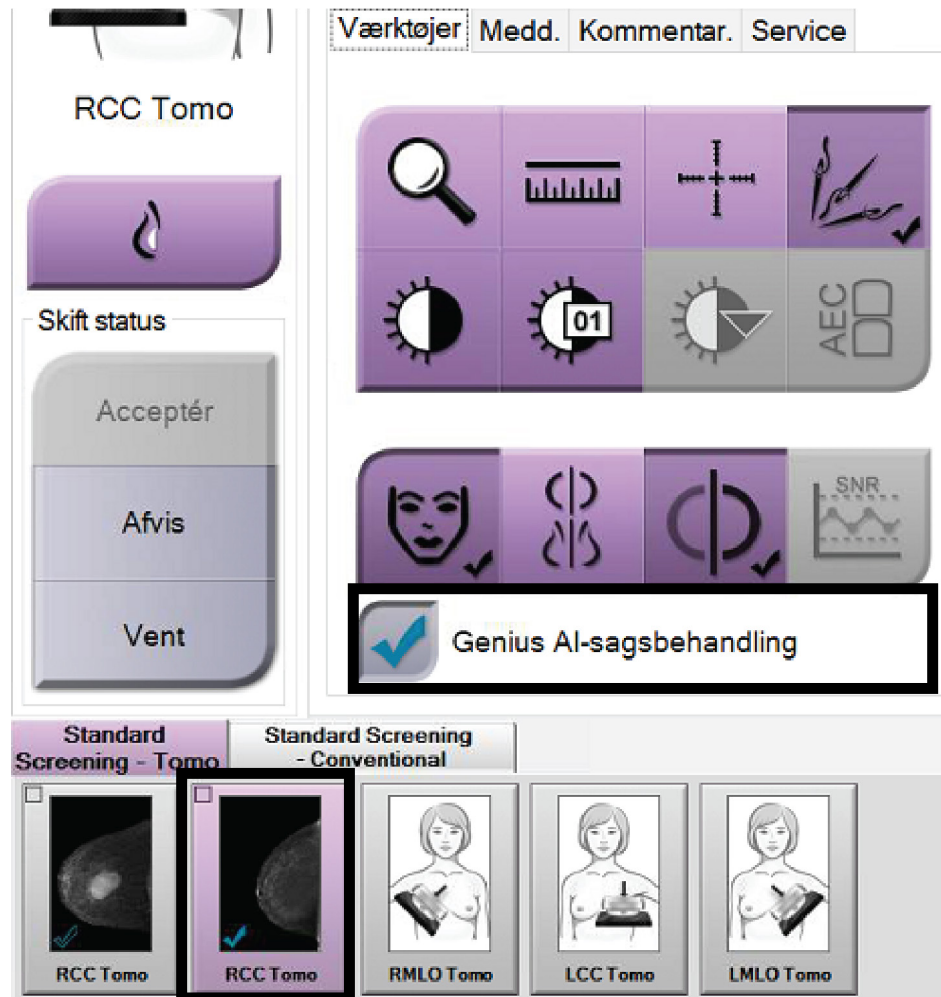 RCC Tomo
Skift status
Acceptér
Afvis
Vent
Værktøjer Medd. Kommentar. Service
01
AEC
SNR
Genius AI-sagsbehandling
Standard
Screening - Tomo
Standard Screening
- Conventional
RCC Tomo
RCC Tomo
RMLO Tomo
LCC Tomo
LMLO Tomo